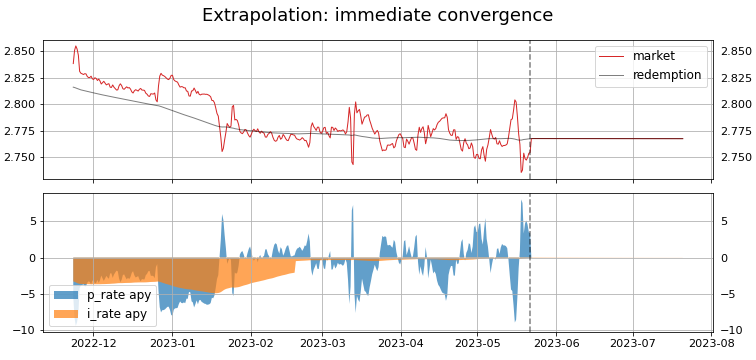 Extrapolation: immediate convergence
2.850 2.850
2.825 2.825
2.800 2.800
2.775 2.775
2.750 2.750
market
redemption
5 5
0 0
−5 −5
−10 −10
p_rate apy
i_rate apy
2022-12 2023-01 2023-02 2023-03 2023-04 2023-05 2023-06 2023-07 2023-08